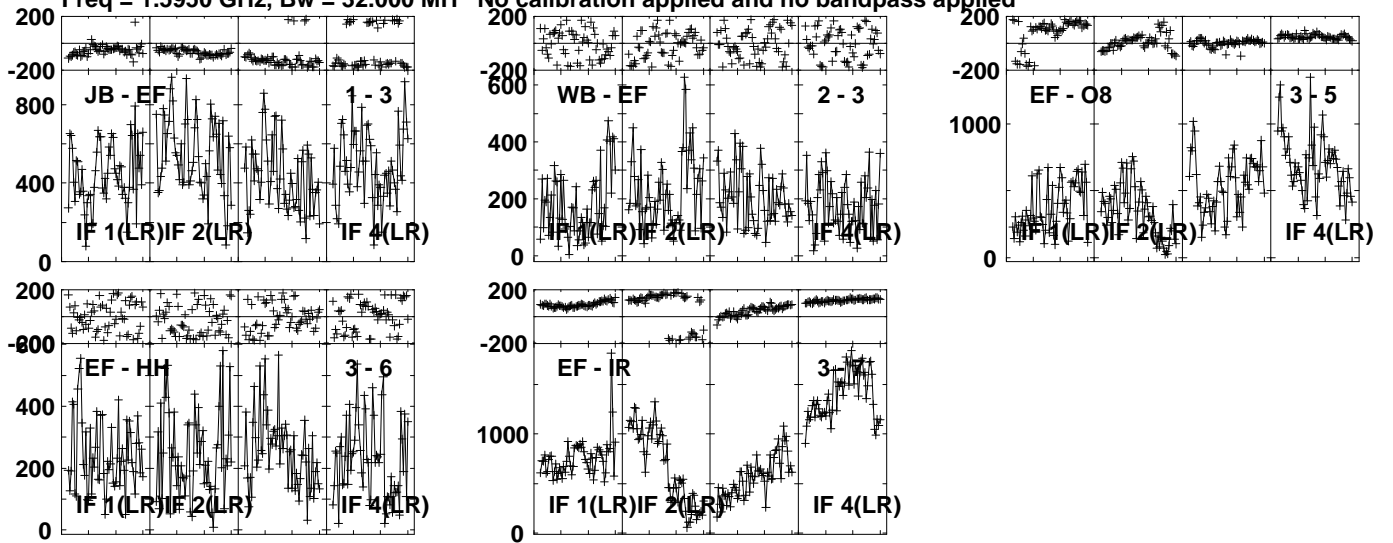 Freq = 1.5950 GHz, Bw = 32.000 MH No calibration applied and no bandpass applied
200
-200
JB - EF 1 - 3
800
400
0
IF 1(LR) IF 2(LR) IF 4(LR)
200
-200
600
WB - EF 2 - 3
400
200
0
IF 1(LR) IF 2(LR) IF 4(LR)
200
-200
EF - O8 3 - 5
1000
0
IF 1(LR) IF 2(LR) IF 4(LR)
200
-200
600
EF - HH 3 - 6
400
200
0
IF 1(LR) IF 2(LR) IF 4(LR)
200
-200
EF - IR 3 - 7
1000
0
IF 1(LR) IF 2(LR) IF 4(LR)